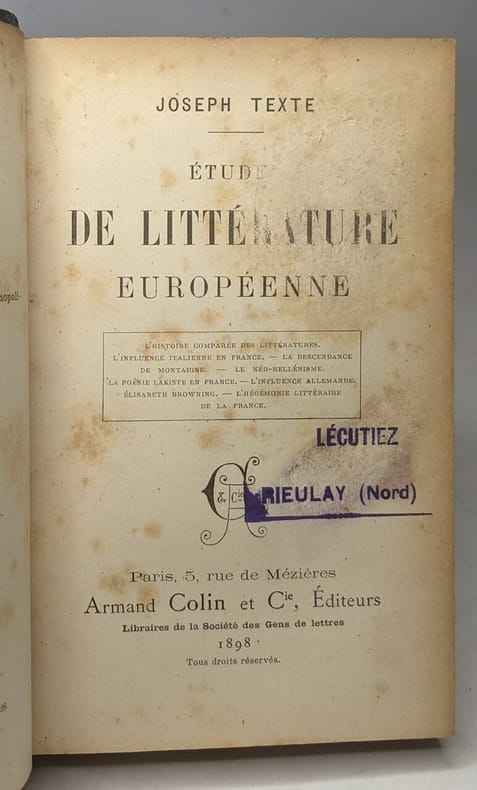 JOSEPH TEXTE
ÉTUDE
DE LITTÉRATURE
EUROPÉENNE
L'HISTOIRE COMPARÉE DES LITTÉRATURES.
L'INFLUENCE ITALIENNE EN FRANCE. — LA DESCENDANCE
DE MONTAIGNE. — LE NÉO-HELLÉNISME.
LA POÉSIE LAKISTE EN FRANCE. — L'INFLUENCE ALLEMANDE.
ÉLISABETH BROWNING. — L'HÉGÉMONIE LITTÉRAIRE
DE LA FRANCE.
LÉCUTIEZ
RIEULAY (Nord)
& Cie
Paris, 5, rue de Mézières
Armand Colin et Cie, Éditeurs
Libraires de la Société des Gens de lettres
1898
Tous droits réservés.
nopoli-